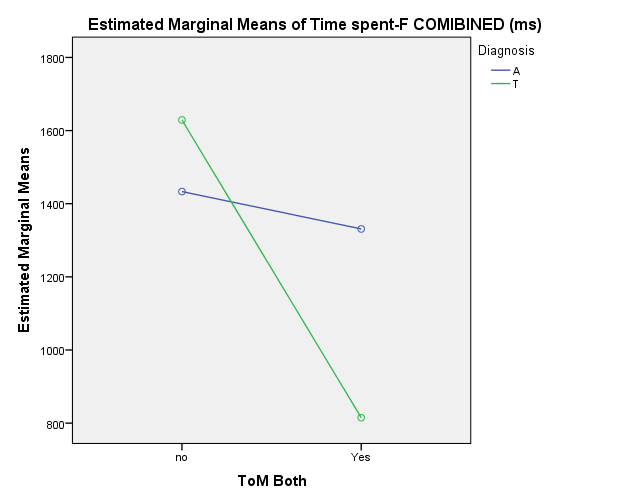 Estimated Marginal Means of Time spent-F COMIBINED (ms)
Diagnosis
A
T
Estimated Marginal Means
1800
1600
1400
1200
1000
800
no
Yes
ToM Both